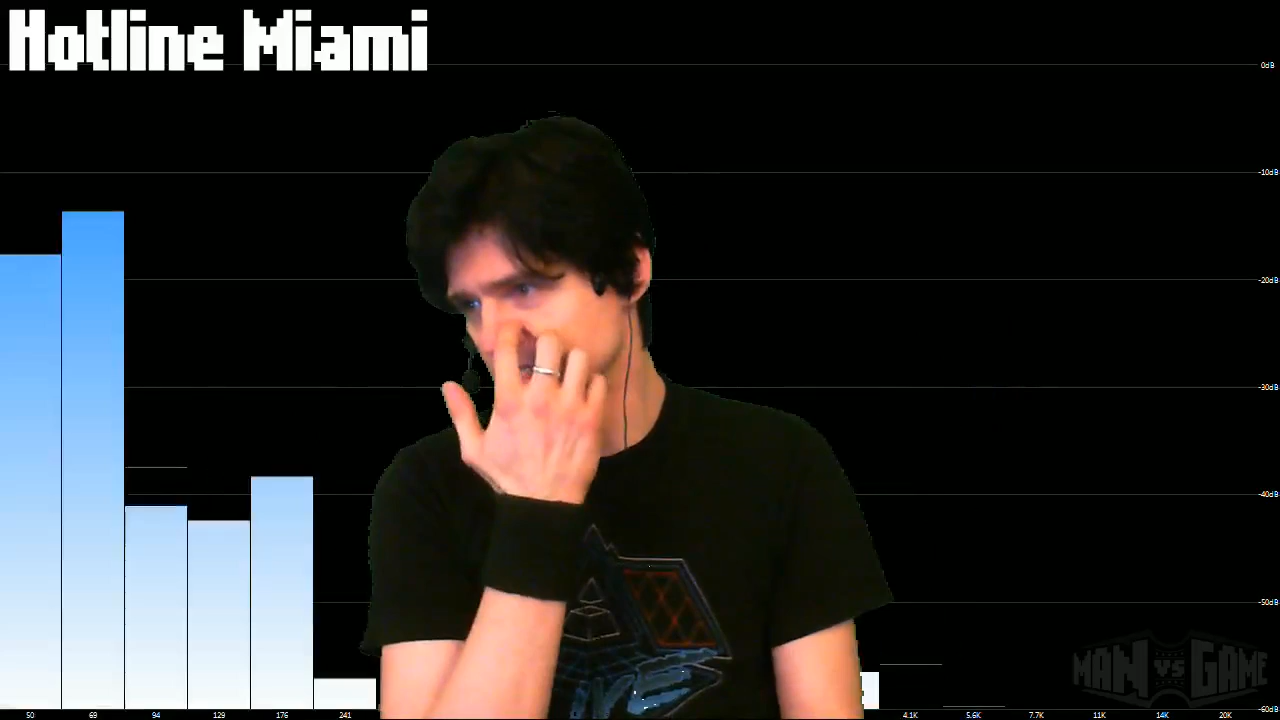 Hotline Miami
0dB
-10dB
-20dB
-30dB
-40dB
-50dB
MAN VS GAME
-60dB
50 69 94 129 176 241 4.1K 5.6K 7.7K 11K 14K 20K